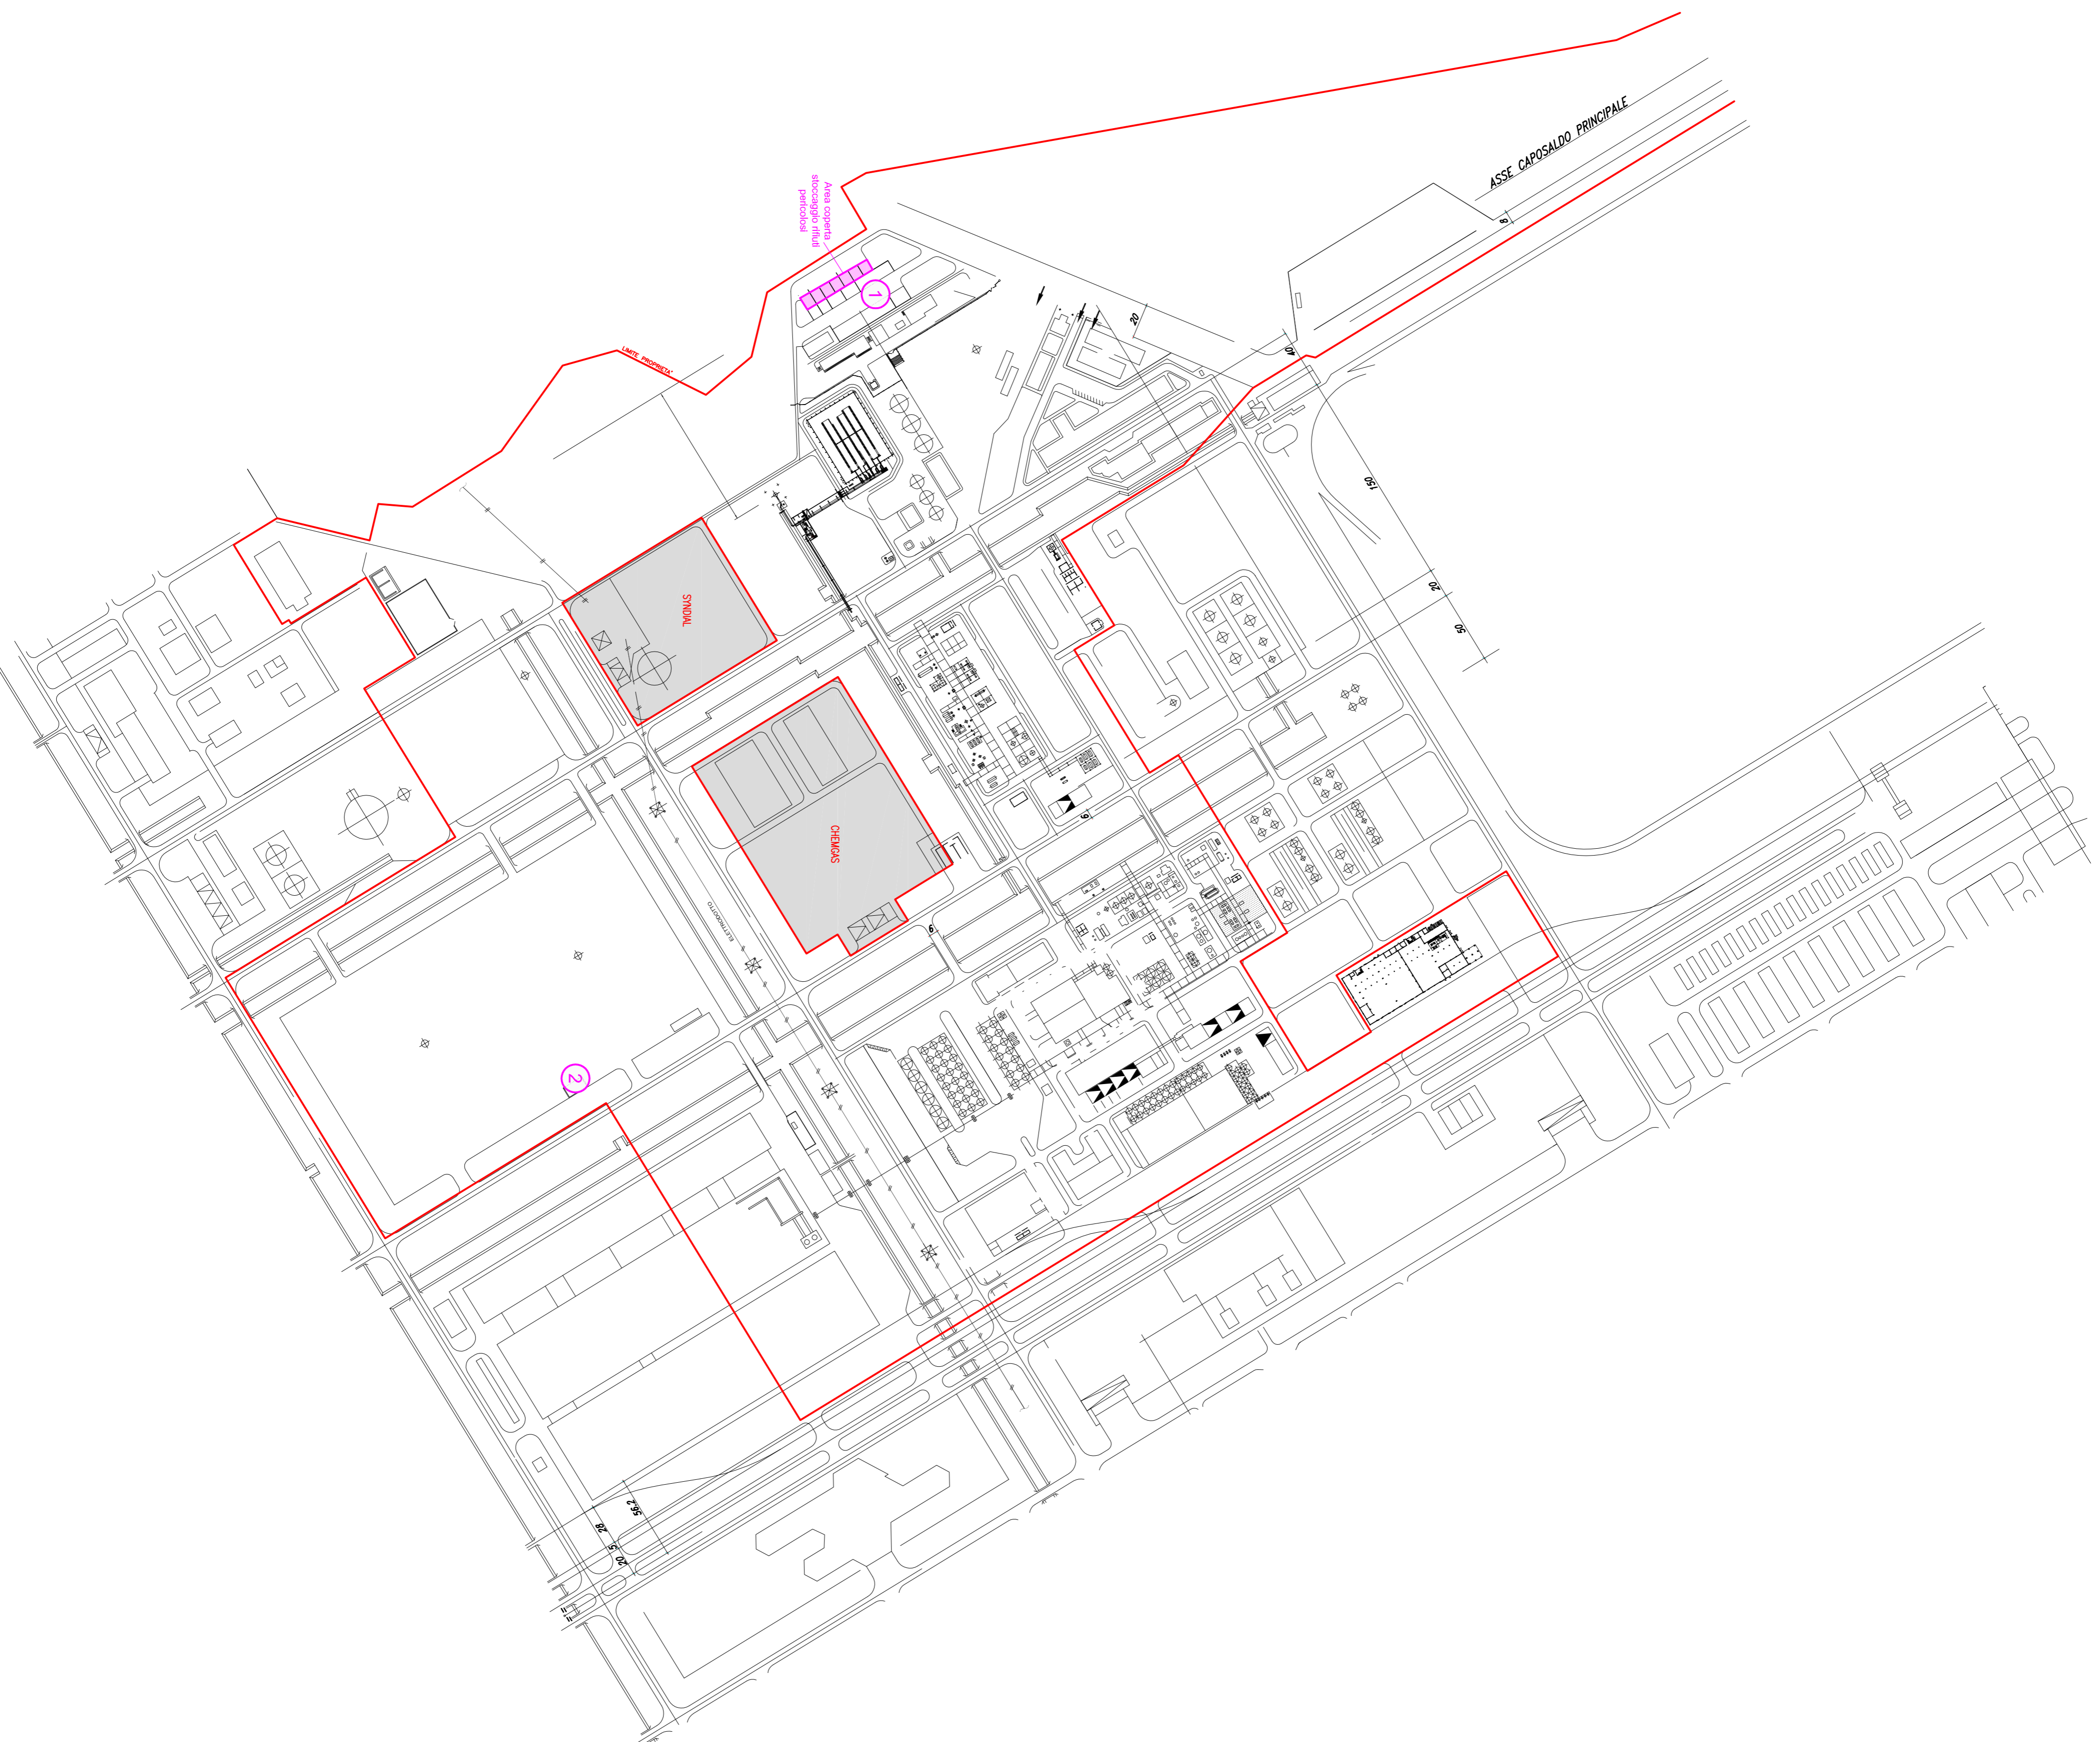 ASSE CAPOSALDO PRINCIPALE
8
Area coperta
stoccaggio rifiuti
pericolosi
1
20
40
LIMITE PROPRIETA'
150
20
50
SYNDIAL
6
CHEMGAS
ELETTRODOTTO
6
2
56.2
28
5
20